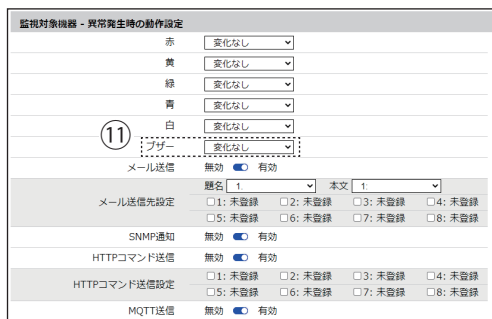 監視対象機器 - 異常発生時の動作設定
赤 変化なし
黄 変化なし
緑 変化なし
青 変化なし
白 変化なし
⑪ ブザー 変化なし
メール送信 無効 有効
題名 1: 本文 1:
メール送信先設定
1: 未登録 2: 未登録 3: 未登録 4: 未登録
5: 未登録 6: 未登録 7: 未登録 8: 未登録
SNMP通知 無効 有効
HTTPコマンド送信 無効 有効
HTTPコマンド送信設定
1: 未登録 2: 未登録 3: 未登録 4: 未登録
5: 未登録 6: 未登録 7: 未登録 8: 未登録
MQTT送信 無効 有効